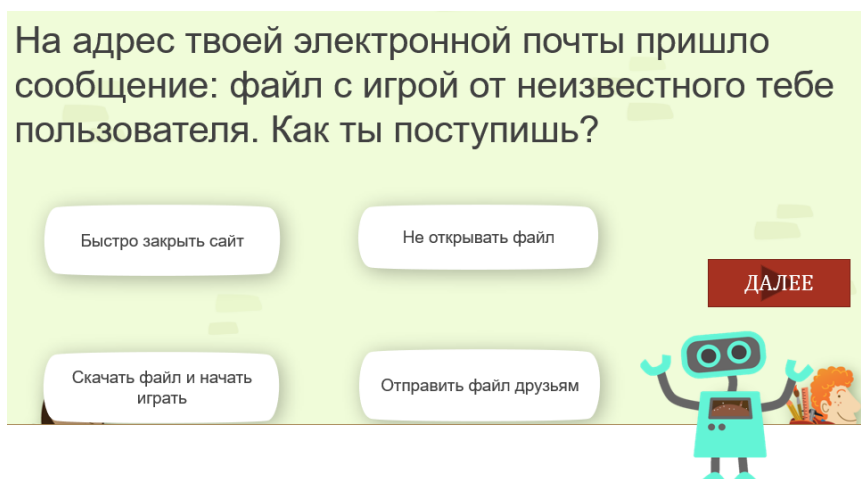 На адрес твоей электронной почты пришло
сообщение: файл с игрой от неизвестного тебе
пользователя. Как ты поступишь?
Быстро закрыть сайт
Не открывать файл
ДАЛЕЕ
Скачать файл и начать
играть
Отправить файл друзьям